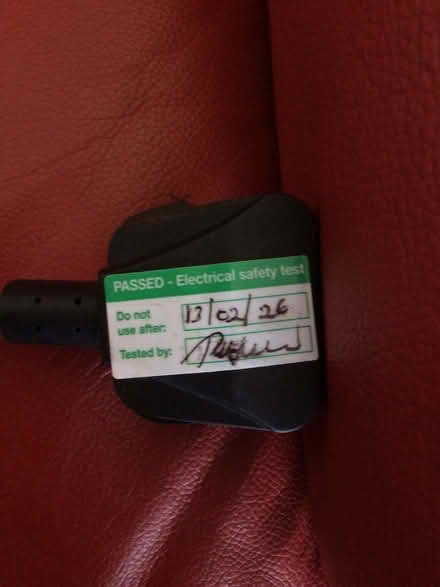 PASSED - Electrical safety test
Do not
use after:
13/02/26
Tested by: